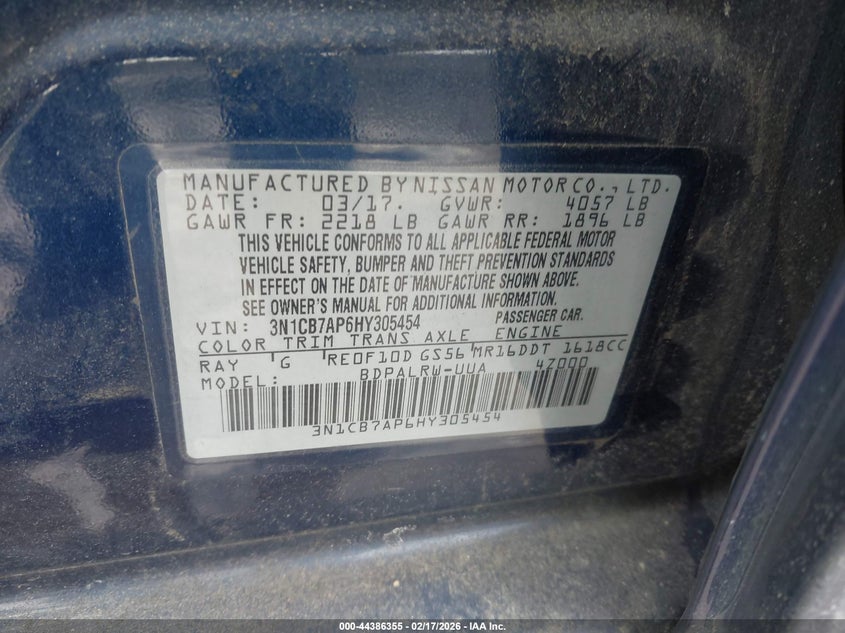 MANUFACTURED BY NISSAN MOTOR CO., LTD.
DATE: 03/17. GVWR: 4057 LB
GAWR FR: 2218 LB GAWR RR: 1896 LB
THIS VEHICLE CONFORMS TO ALL APPLICABLE FEDERAL MOTOR
VEHICLE SAFETY, BUMPER AND THEFT PREVENTION STANDARDS
IN EFFECT ON THE DATE OF MANUFACTURE SHOWN ABOVE.
SEE OWNER'S MANUAL FOR ADDITIONAL INFORMATION.
VIN: 3N1CB7AP6HY305454 PASSENGER CAR.
COLOR TRIM TRANS AXLE ENGINE
RAY G RE0F10D GS56 MR16DDT 1618CC
MODEL: BDPALRW-UUA 4Z000
3N1CB7AP6HY305454
000-44386355 - 02/17/2026 - IAA Inc.